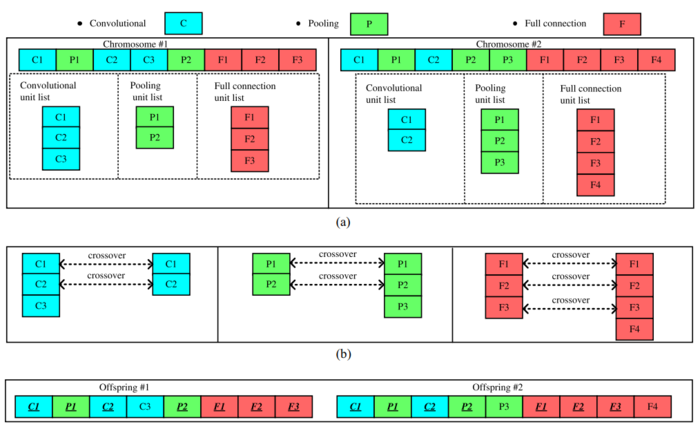 • Convolutional C • Pooling P • Full connection F
Chromosome #1
C1 P1 C2 C3 P2 F1 F2 F3
Convolutional
unit list
C1
C2
C3
Pooling
unit list
P1
P2
Full connection
unit list
F1
F2
F3
Chromosome #2
C1 P1 C2 P2 P3 F1 F2 F3 F4
Convolutional
unit list
C1
C2
Pooling
unit list
P1
P2
P3
Full connection
unit list
F1
F2
F3
F4
(a)
C1 crossover C1
C2 crossover C2
C3
P1 crossover P1
P2 crossover P2
P3
F1 crossover F1
F2 crossover F2
F3 crossover F3
F4
(b)
Offspring #1
C1 P1 C2 C3 P2 F1 F2 F3
Offspring #2
C1 P1 C2 P2 P3 F1 F2 F3 F4